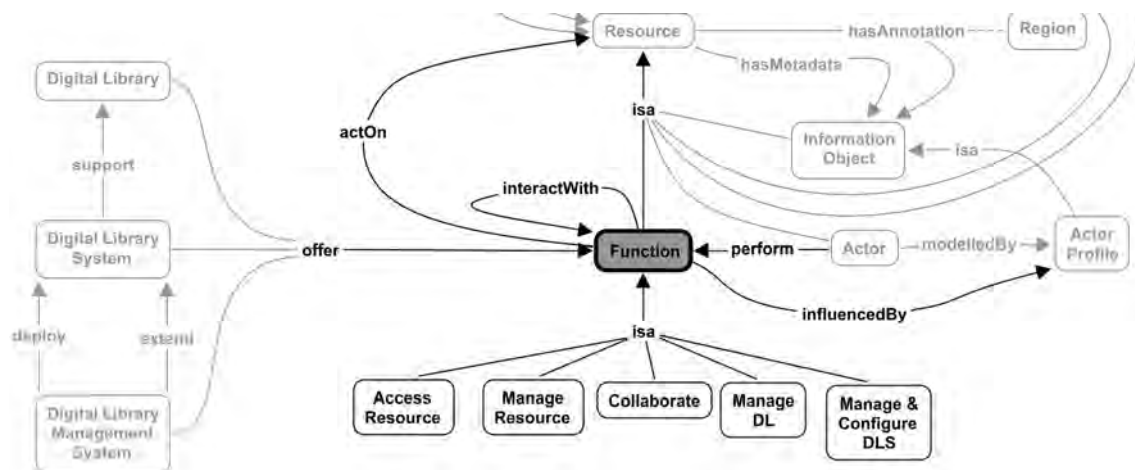 Resource
hasAnnotation
Region
hasMetadata
Digital Library
actOn
isa
Information
Object
isa
support
interactWith
Digital Library
System
offer
Function
perform
Actor
modelledBy
Actor
Profile
influencedBy
deploy
extend
isa
Access
Resource
Manage
Resource
Collaborate
Manage
DL
Manage &
Configure
DLS
Digital Library
Management
System